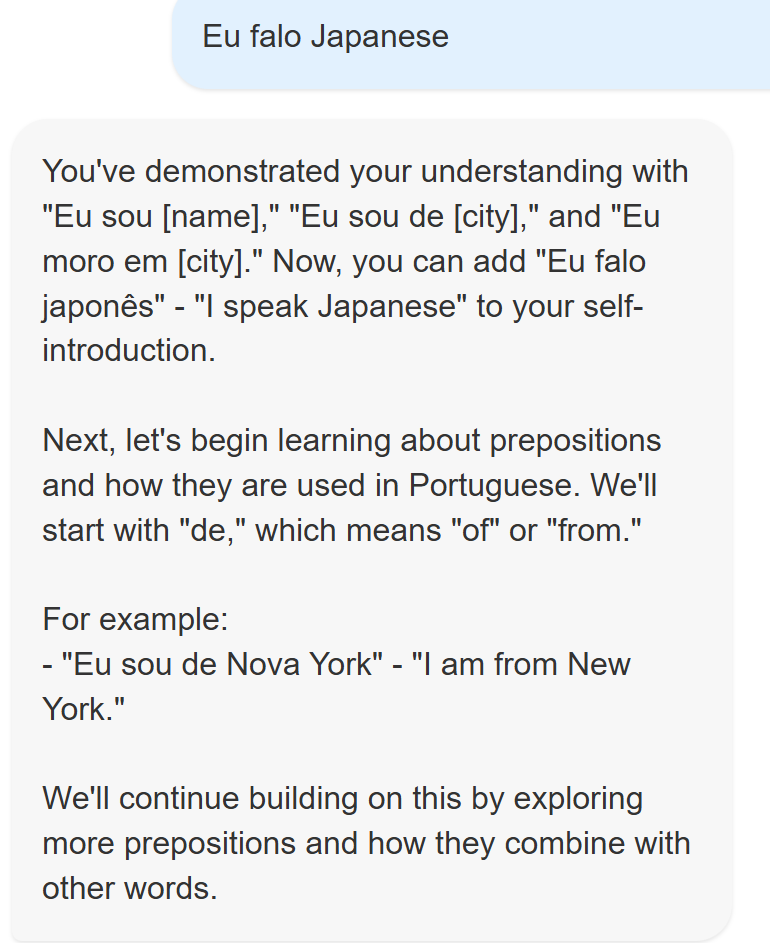 Eu falo Japanese
You've demonstrated your understanding with
"Eu sou [name]," "Eu sou de [city]," and "Eu
moro em [city]." Now, you can add "Eu falo
japonês" - "I speak Japanese" to your self-
introduction.
Next, let's begin learning about prepositions
and how they are used in Portuguese. We'll
start with "de," which means "of" or "from."
For example:
- "Eu sou de Nova York" - "I am from New
York."
We'll continue building on this by exploring
more prepositions and how they combine with
other words.